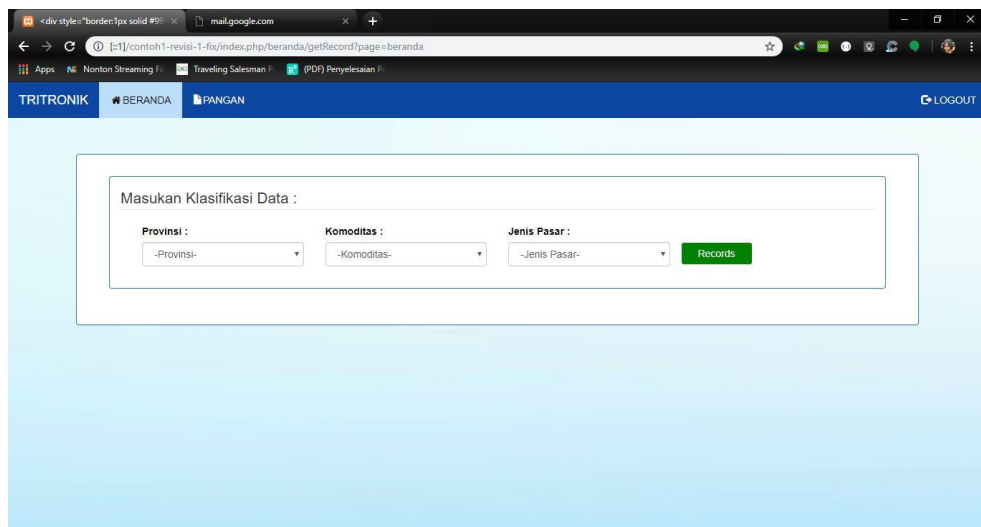 <div style="border:1px solid #99
mail.google.com
[::1]/contoh1-revisi-1-fix/index.php/beranda/getRecord?page=beranda
Apps
Nonton Streaming Fi
Traveling Salesman P
(PDF) Penyelesaian P
TRITRONIK
BERANDA
PANGAN
LOGOUT
Masukan Klasifikasi Data :
Provinsi :
Komoditas :
Jenis Pasar :
-Provinsi-
-Komoditas-
-Jenis Pasar-
Records